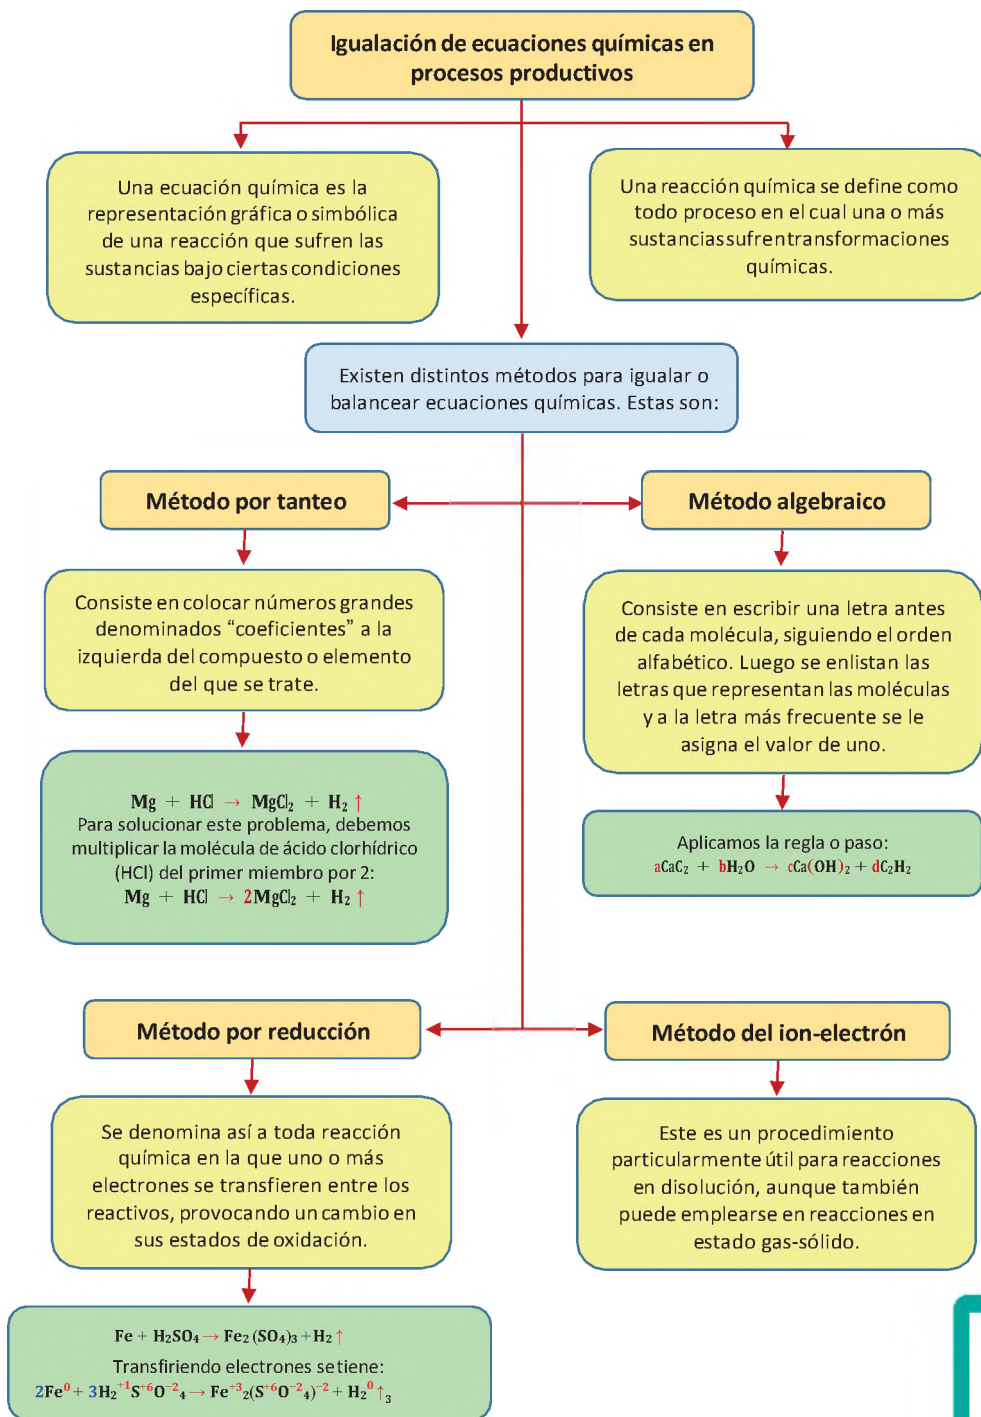 Igualación de ecuaciones químicas en
procesos productivos
Una ecuación química es la
representación gráfica o simbólica
de una reacción que sufren las
sustancias bajo ciertas condiciones
específicas.
Una reacción química se define como
todo proceso en el cual una o más
sustanciassufrentransformaciones
químicas.
Existen distintos métodos para igualar o
balancear ecuaciones químicas. Estas son:
Método por tanteo
Consiste en colocar números grandes
denominados “coeficientes” a la
izquierda del compuesto o elemento
del que se trate.
Mg + HCl → MgCl₂ + H₂ ↑
Para solucionar este problema, debemos
multiplicar la molécula de ácido clorhídrico
(HCl) del primer miembro por 2:
Mg + HCl → 2MgCl₂ + H₂ ↑
Método algebraico
Consiste en escribir una letra antes
de cada molécula, siguiendo el orden
alfabético. Luego se enlistan las
letras que representan las moléculas
y a la letra más frecuente se le
asigna el valor de uno.
Aplicamos la regla o paso:
aCaC₂ + bH₂O → cCa(OH)₂ + dC₂H₂
Método por reducción
Se denomina así a toda reacción
química en la que uno o más
electrones se transfieren entre los
reactivos, provocando un cambio en
sus estados de oxidación.
Fe + H₂SO₄ → Fe₂ (SO₄)₃ + H₂ ↑
Transfiriendo electrones setiene:
2Fe⁰ + 3H₂⁺¹S⁺⁶O⁻²₄ → Fe⁺³₂(S⁺⁶O⁻²₄)⁻² + H₂⁰ ↑₃
Método del ion-electrón
Este es un procedimiento
particularmente útil para reacciones
en disolución, aunque también
puede emplearse en reacciones en
estado gas-sólido.